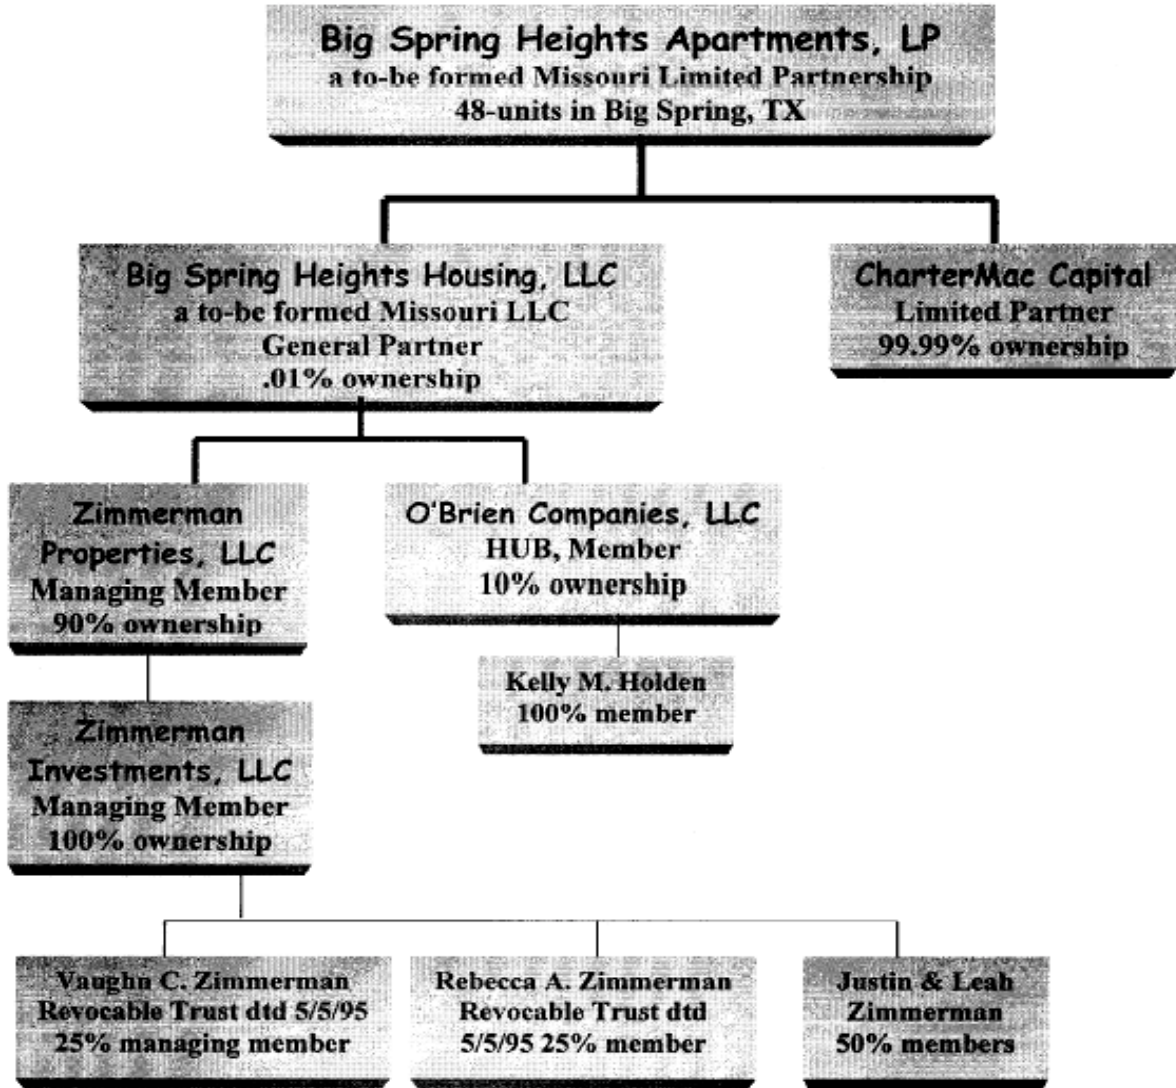 Big Spring Heights Apartments, LP
a to-be formed Missouri Limited Partnership
48-units in Big Spring, TX
Big Spring Heights Housing, LLC
a to-be formed Missouri LLC
General Partner
.01% ownership
CharterMac Capital
Limited Partner
99.99% ownership
Zimmerman
Properties, LLC
Managing Member
90% ownership
O'Brien Companies, LLC
HUB, Member
10% ownership
Kelly M. Holden
100% member
Zimmerman
Investments, LLC
Managing Member
100% ownership
Vaughn C. Zimmerman
Revocable Trust dtd 5/5/95
25% managing member
Rebecca A. Zimmerman
Revocable Trust dtd
5/5/95 25% member
Justin & Leah
Zimmerman
50% members